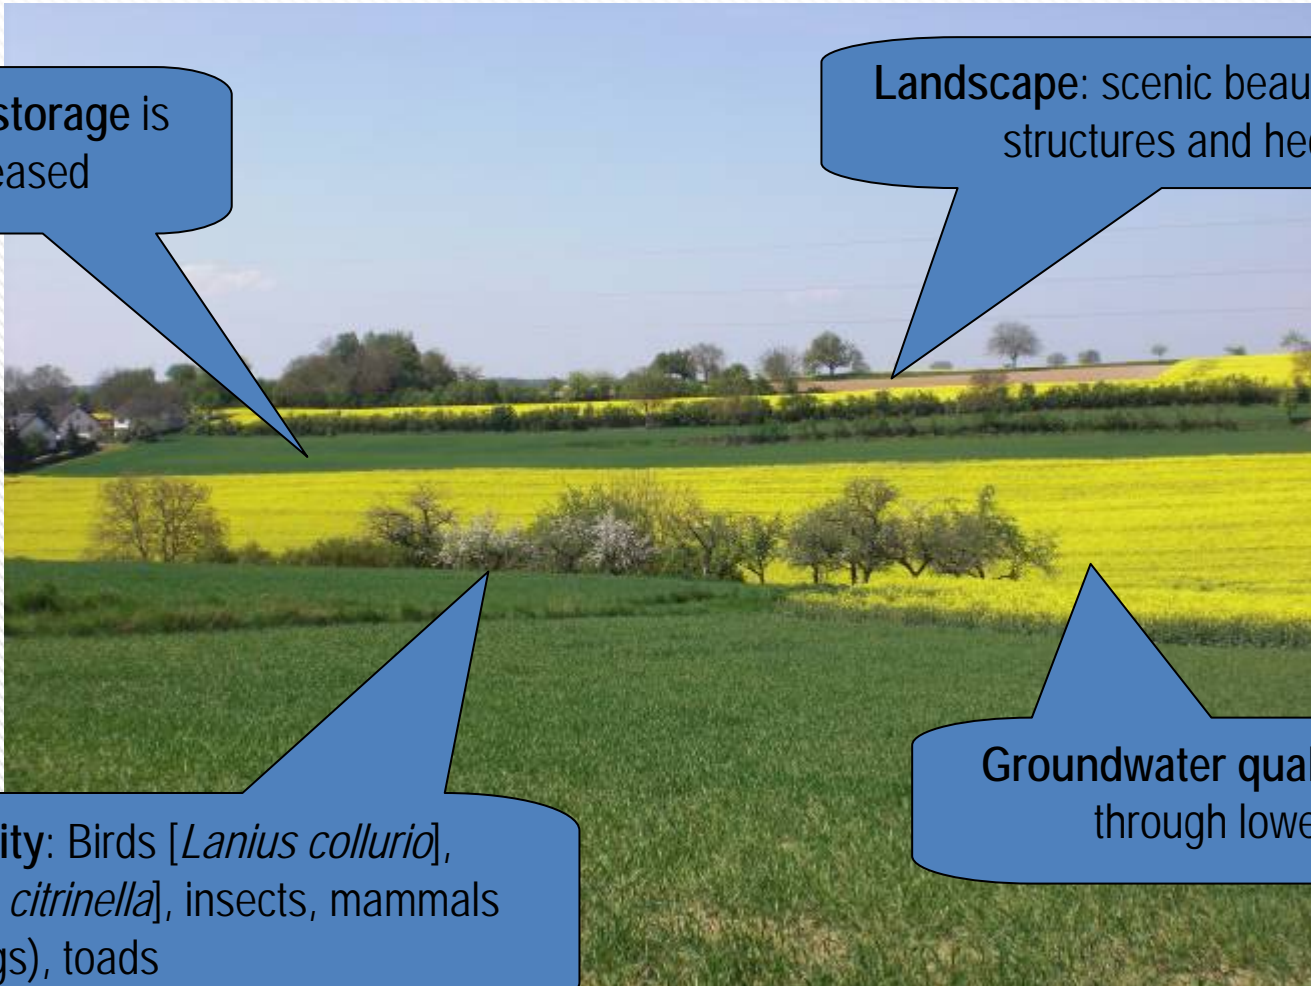 storage is
eased
Landscape: scenic beau
structures and hed
Groundwater qual
through lowe
ity: Birds [Lanius collurio],
citrinella], insects, mammals
gs), toads